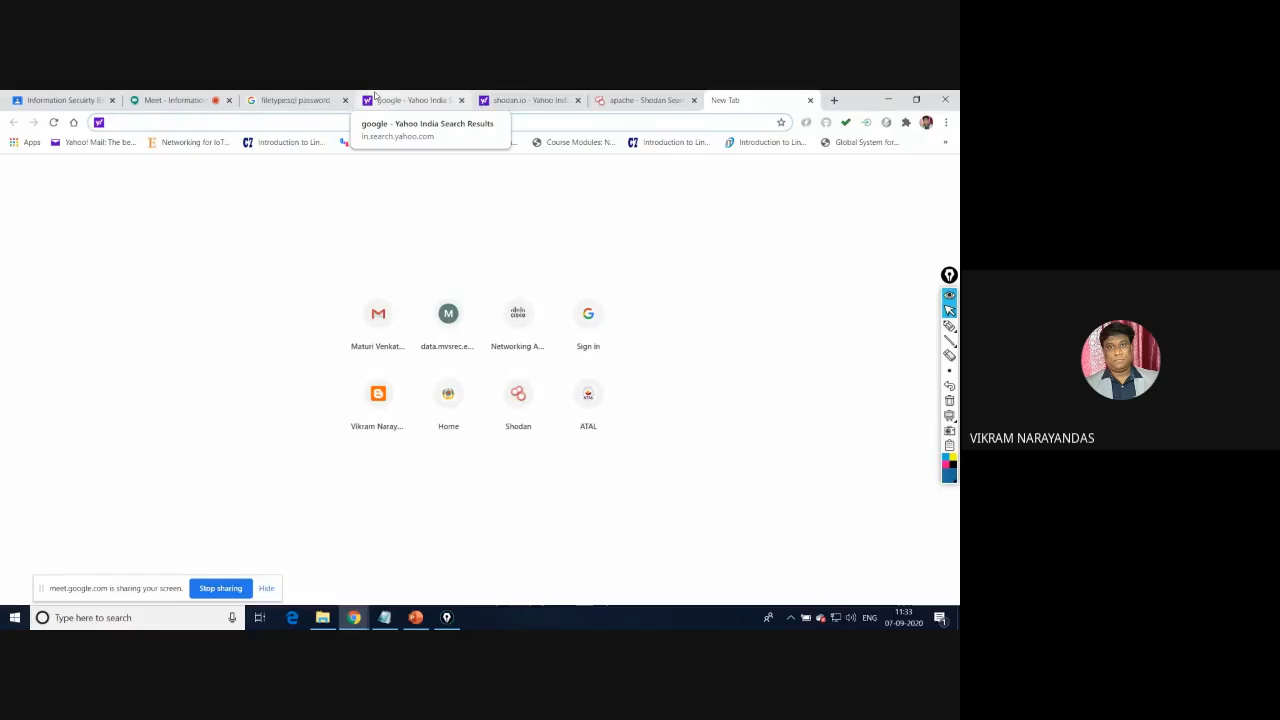 Information Secuirty B
Meet - Information
filetype:sql password
google - Yahoo India S
shodan.io - Yahoo Indi
apache - Shodan Sear
New Tab
google - Yahoo India Search Results
in.search.yahoo.com
Apps
Yahoo! Mail: The be...
Networking for IoT...
Introduction to Lin...
Course Modules: N...
Introduction to Lin...
Introduction to Lin...
Global System for...
»
M
Maturi Venkat...
data.mvsrec.e...
Networking A...
Sign in
Vikram Naray...
Home
Shodan
ATAL
VIKRAM NARAYANDAS
meet.google.com is sharing your screen.
Stop sharing
Hide
Type here to search
ENG
11:33
07-09-2020